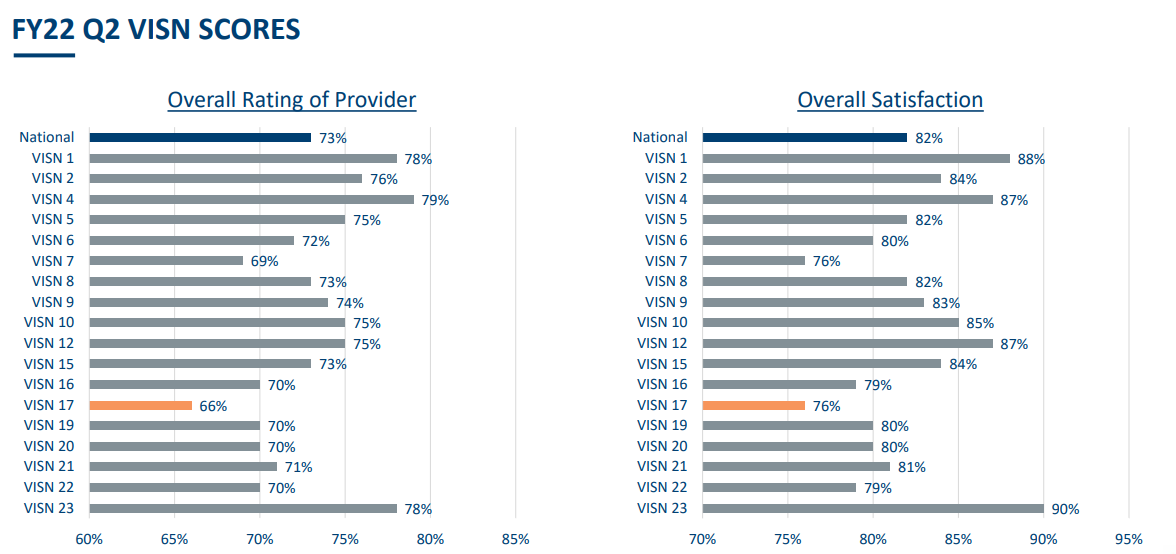 FY22 Q2 VISN SCORES
Overall Rating of Provider
National 73%
VISN 1 78%
VISN 2 76%
VISN 4 79%
VISN 5 75%
VISN 6 72%
VISN 7 69%
VISN 8 73%
VISN 9 74%
VISN 10 75%
VISN 12 75%
VISN 15 73%
VISN 16 70%
VISN 17 66%
VISN 19 70%
VISN 20 70%
VISN 21 71%
VISN 22 70%
VISN 23 78%
60% 65% 70% 75% 80% 85%
Overall Satisfaction
National 82%
VISN 1 88%
VISN 2 84%
VISN 4 87%
VISN 5 82%
VISN 6 80%
VISN 7 76%
VISN 8 82%
VISN 9 83%
VISN 10 85%
VISN 12 87%
VISN 15 84%
VISN 16 79%
VISN 17 76%
VISN 19 80%
VISN 20 80%
VISN 21 81%
VISN 22 79%
VISN 23 90%
70% 75% 80% 85% 90% 95%